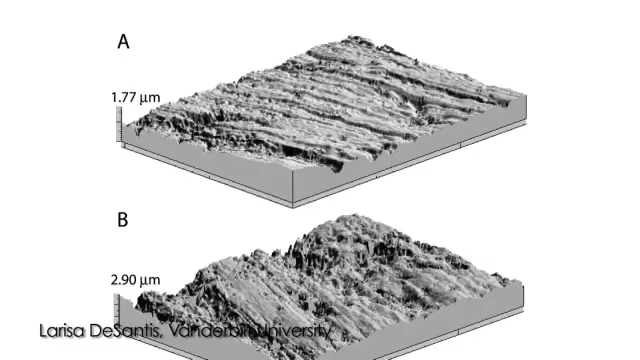 A
1.77 µm
B
2.90 µm
Larisa DeSantis, Vanderbilt University